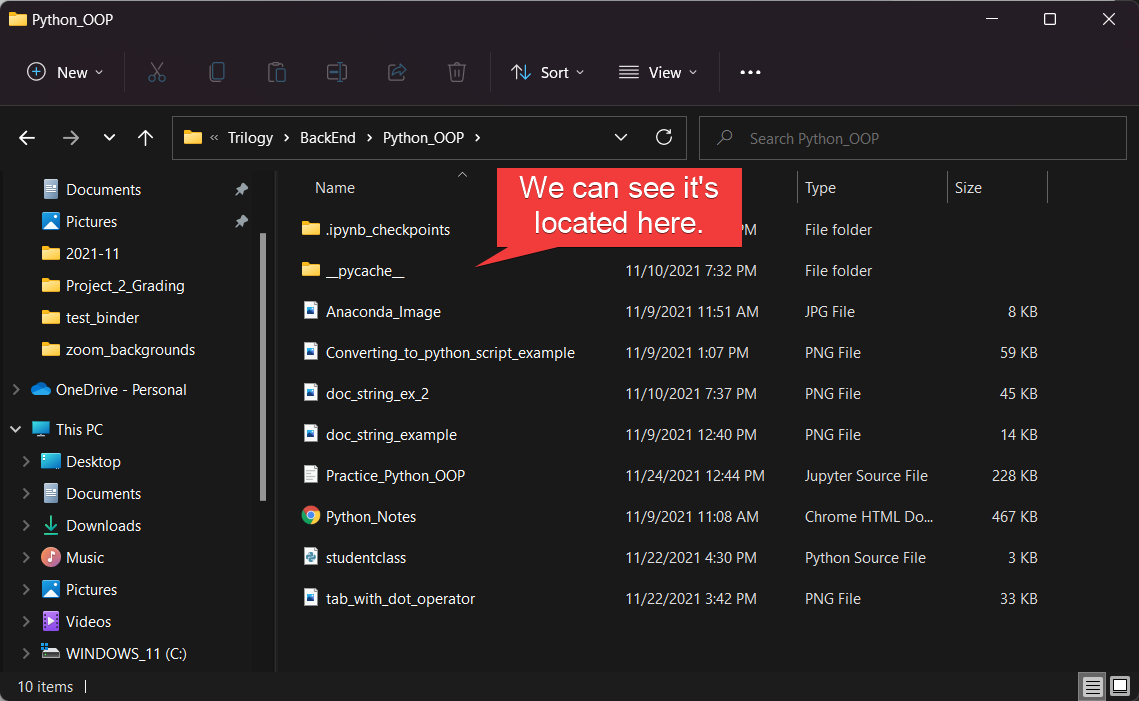 Python_OOP
New
Sort
View
« Trilogy > BackEnd > Python_OOP >
Search Python_OOP
Documents
Pictures
2021-11
Project_2_Grading
test_binder
zoom_backgrounds
OneDrive - Personal
This PC
Desktop
Documents
Downloads
Music
Pictures
Videos
WINDOWS_11 (C:)
We can see it's
located here.
Name Type Size
.ipynb_checkpoints PM File folder
__pycache__ 11/10/2021 7:32 PM File folder
Anaconda_Image 11/9/2021 11:51 AM JPG File 8 KB
Converting_to_python_script_example 11/9/2021 1:07 PM PNG File 59 KB
doc_string_ex_2 11/10/2021 7:37 PM PNG File 45 KB
doc_string_example 11/9/2021 12:40 PM PNG File 14 KB
Practice_Python_OOP 11/24/2021 12:44 PM Jupyter Source File 228 KB
Python_Notes 11/9/2021 11:08 AM Chrome HTML Do... 467 KB
studentclass 11/22/2021 4:30 PM Python Source File 3 KB
tab_with_dot_operator 11/22/2021 3:42 PM PNG File 33 KB
10 items